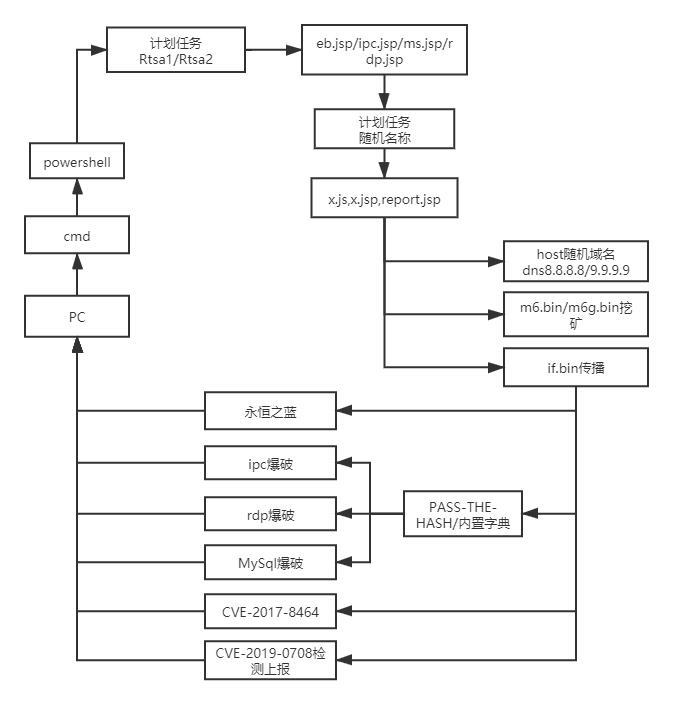 计划任务
Rtsa1/Rtsa2
eb.jsp/ipc.jsp/ms.jsp/r
dp.jsp
计划任务
随机名称
powershell
x.js,x.jsp,report.jsp
cmd
host随机域名
dns8.8.8.8/9.9.9.9
PC
m6.bin/m6g.bin挖
矿
if.bin传播
永恒之蓝
ipc爆破
rdp爆破
PASS-THE-
HASH/内置字典
MySql爆破
CVE-2017-8464
CVE-2019-0708检
测上报